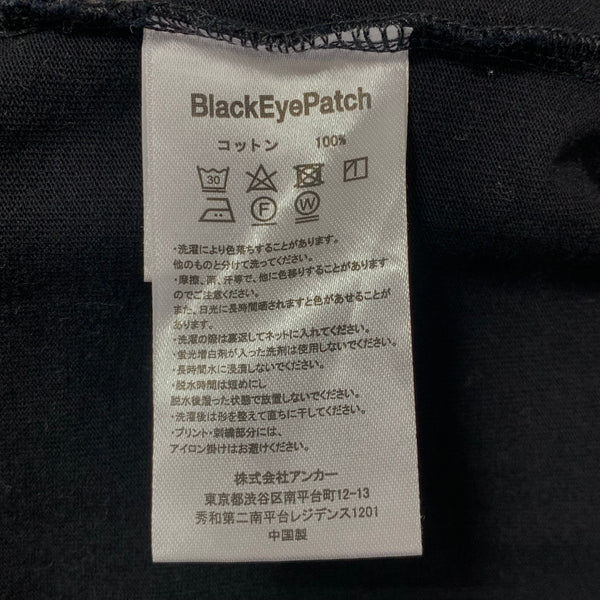 BlackEyePatch
コットン 100%
30
F W
・洗濯により色落ちすることがあります。
他のものと分けて洗ってください。
・摩擦、雨、汗等で、他に色移りすることがあります
のでご注意ください。
また、日光に長時間晒されますと色があせることが
あります。
・洗濯の際は裏返してネットに入れてください。
・蛍光増白剤が入った洗剤は使用しないでください。
・長時間水に浸漬しないでください。
・脱水時間は短めにし
脱水後湿った状態で放置しないでください。
・洗濯後は形を整えて直ちに干してください。
・プリント・刺繍部分には、
アイロン掛けはお避けください。
株式会社アンカー
東京都渋谷区南平台町12-13
秀和第二南平台レジデンス1201
中国製